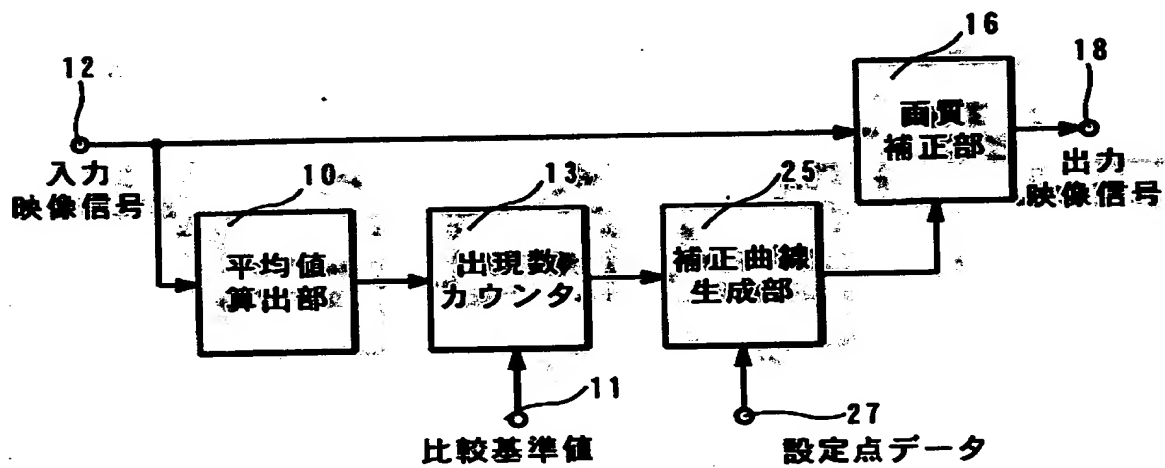 16
18
12
画質
補正部
入力
映像信号
出力
映像信号
10
13
25
平均値
算出部
出現数
カウンタ
補正曲線
生成部
11
27
比較基準値
設定点データ